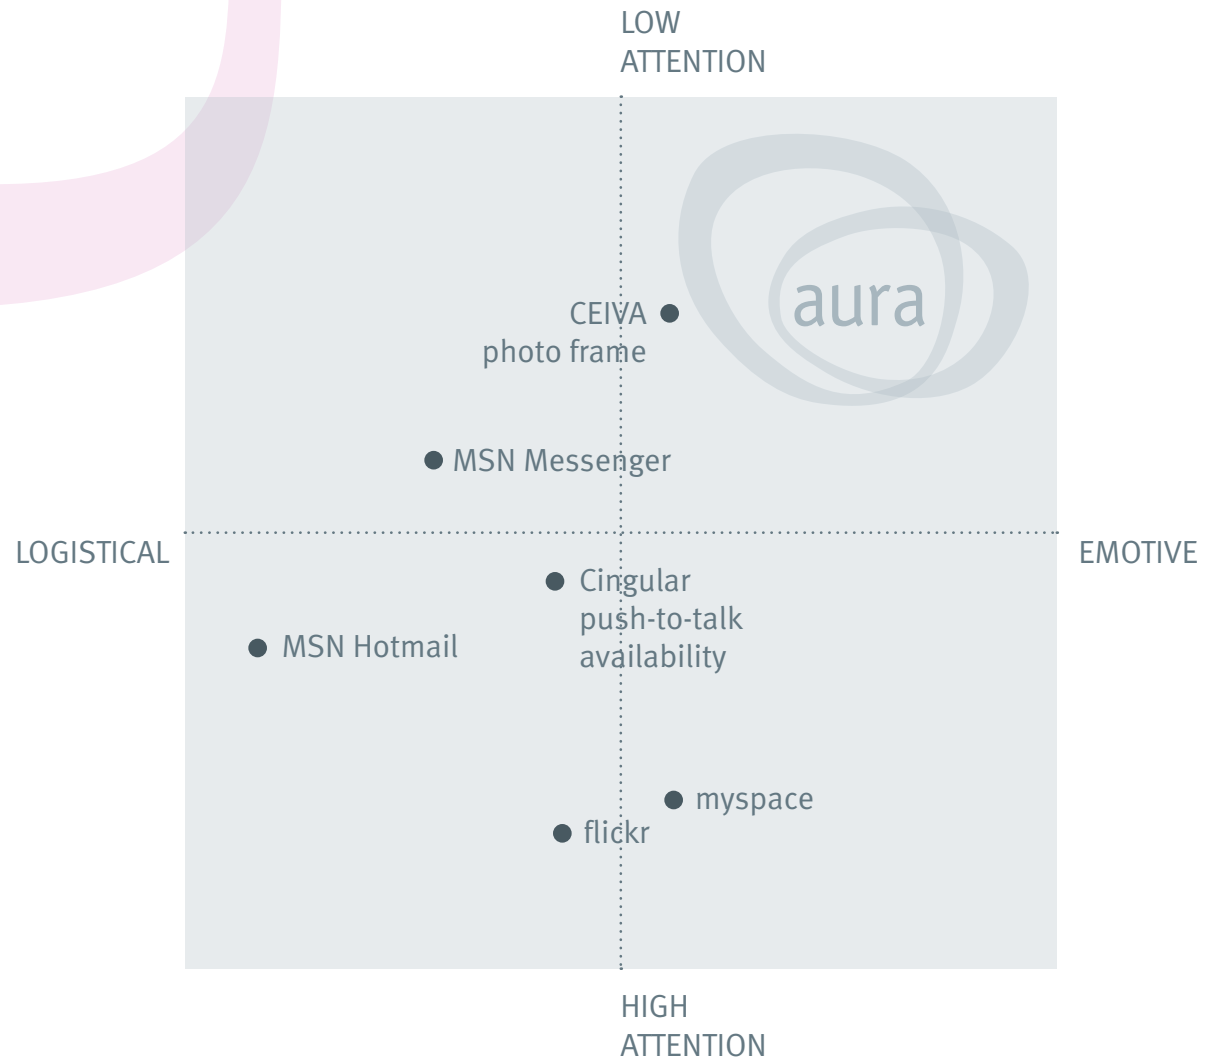 LOW
ATTENTION
aura
CEIVA
photo frame
MSN Messenger
LOGISTICAL
EMOTIVE
Cingular
push-to-talk
availability
MSN Hotmail
myspace
flickr
HIGH
ATTENTION